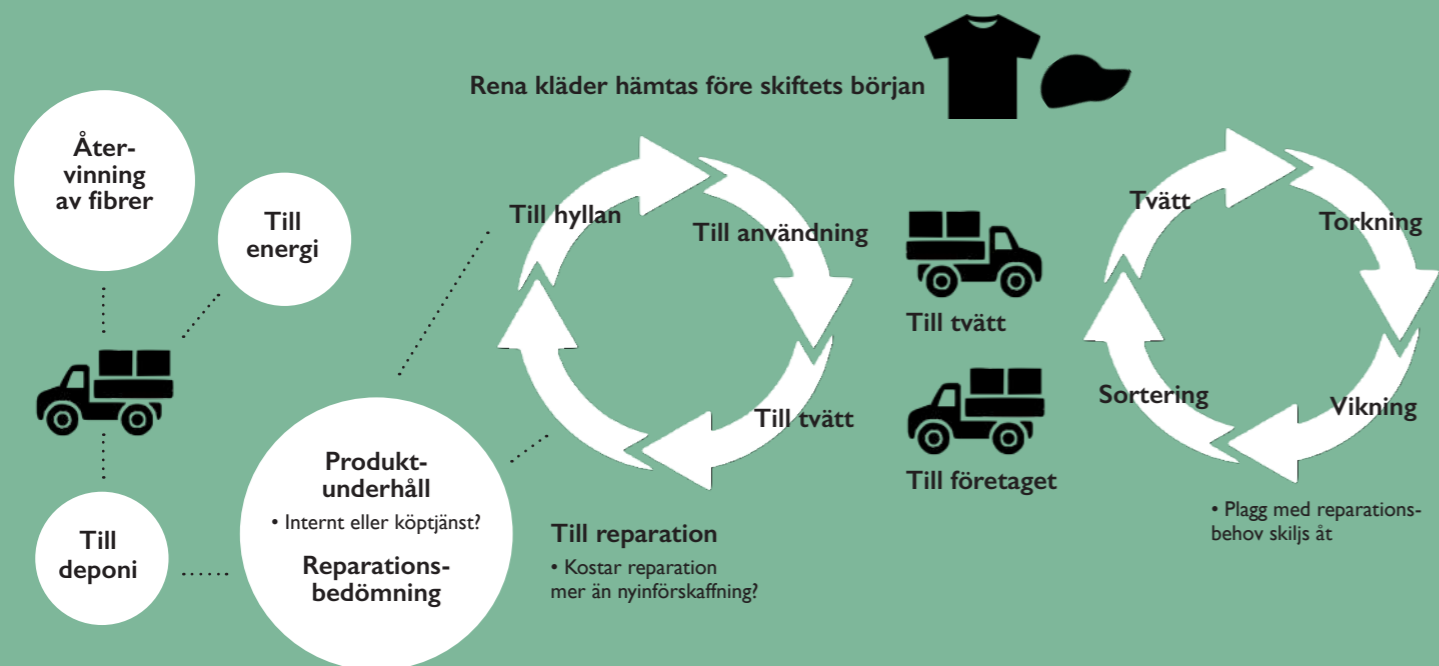 Rena kläder hämtas före skiftets början
Åter-
vinning
av fibrer
Till
energi
Till
deponi
Produkt-
underhåll
• Internt eller köptjänst?
Reparations-
bedömning
Till hyllan
Till användning
Till tvätt
Till reparation
• Kostar reparation
mer än nyinförskaffning?
Till tvätt
Till företaget
Tvätt
Torkning
Vikning
Sortering
• Plagg med reparations-
behov skiljs åt